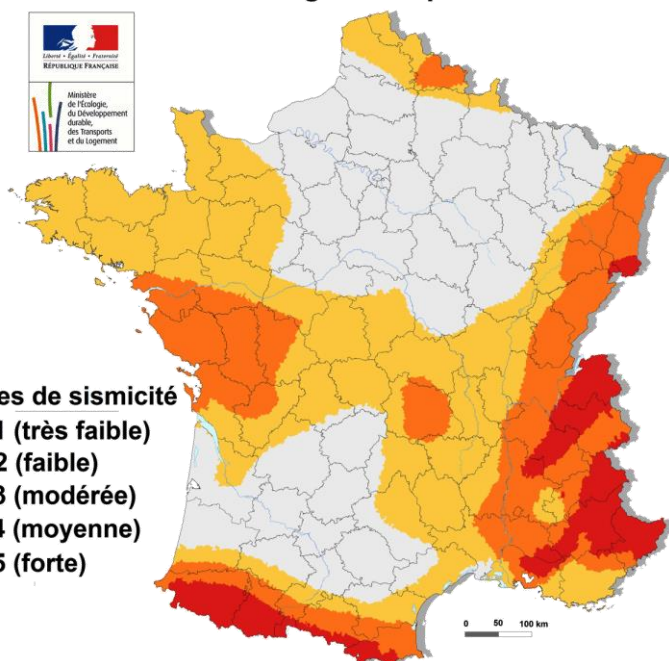 Liberté • Égalité • Fraternité
RÉPUBLIQUE FRANÇAISE
Ministère
de l'Écologie,
du Développement
durable,
des Transports
et du Logement
es de sismicité
1 (très faible)
2 (faible)
3 (modérée)
4 (moyenne)
5 (forte)
0 50 100 km